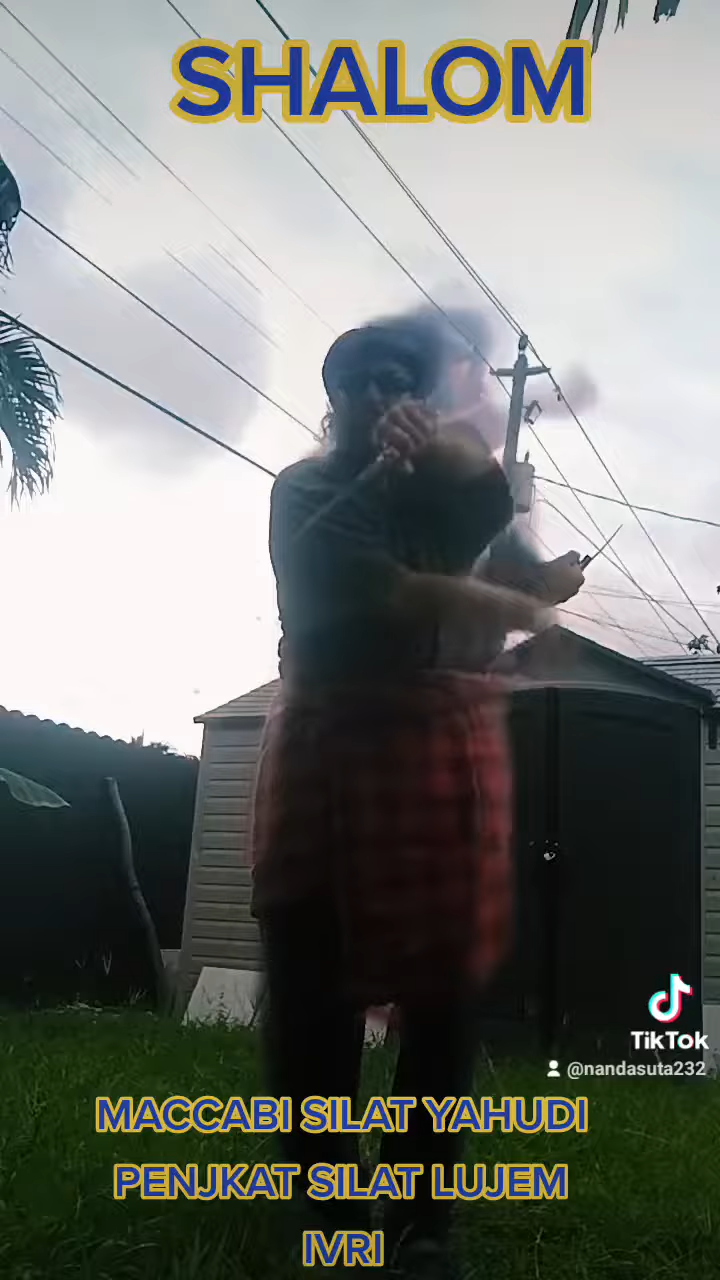 SHALOM
TikTok
@nandasuta232
MACCABI SILAT YAHUDI
PENJKAT SILAT LUJEM
IVRI